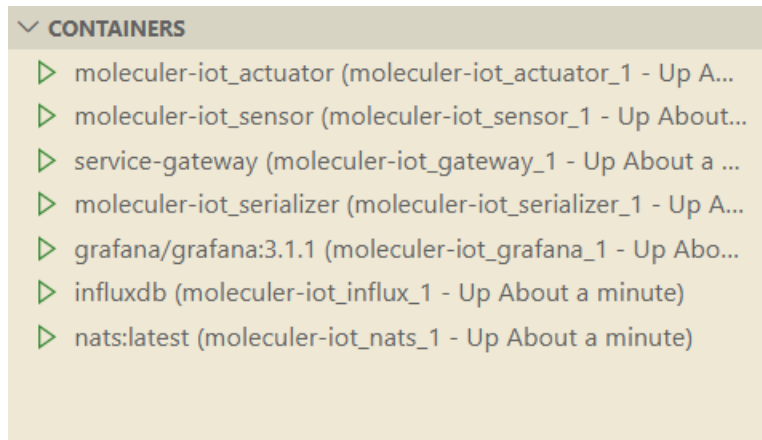 CONTAINERS
moleculer-iot_actuator (moleculer-iot_actuator_1 - Up A...
moleculer-iot_sensor (moleculer-iot_sensor_1 - Up About...
service-gateway (moleculer-iot_gateway_1 - Up About a ...
moleculer-iot_serializer (moleculer-iot_serializer_1 - Up A...
grafana/grafana:3.1.1 (moleculer-iot_grafana_1 - Up Abo...
influxdb (moleculer-iot_influx_1 - Up About a minute)
nats:latest (moleculer-iot_nats_1 - Up About a minute)